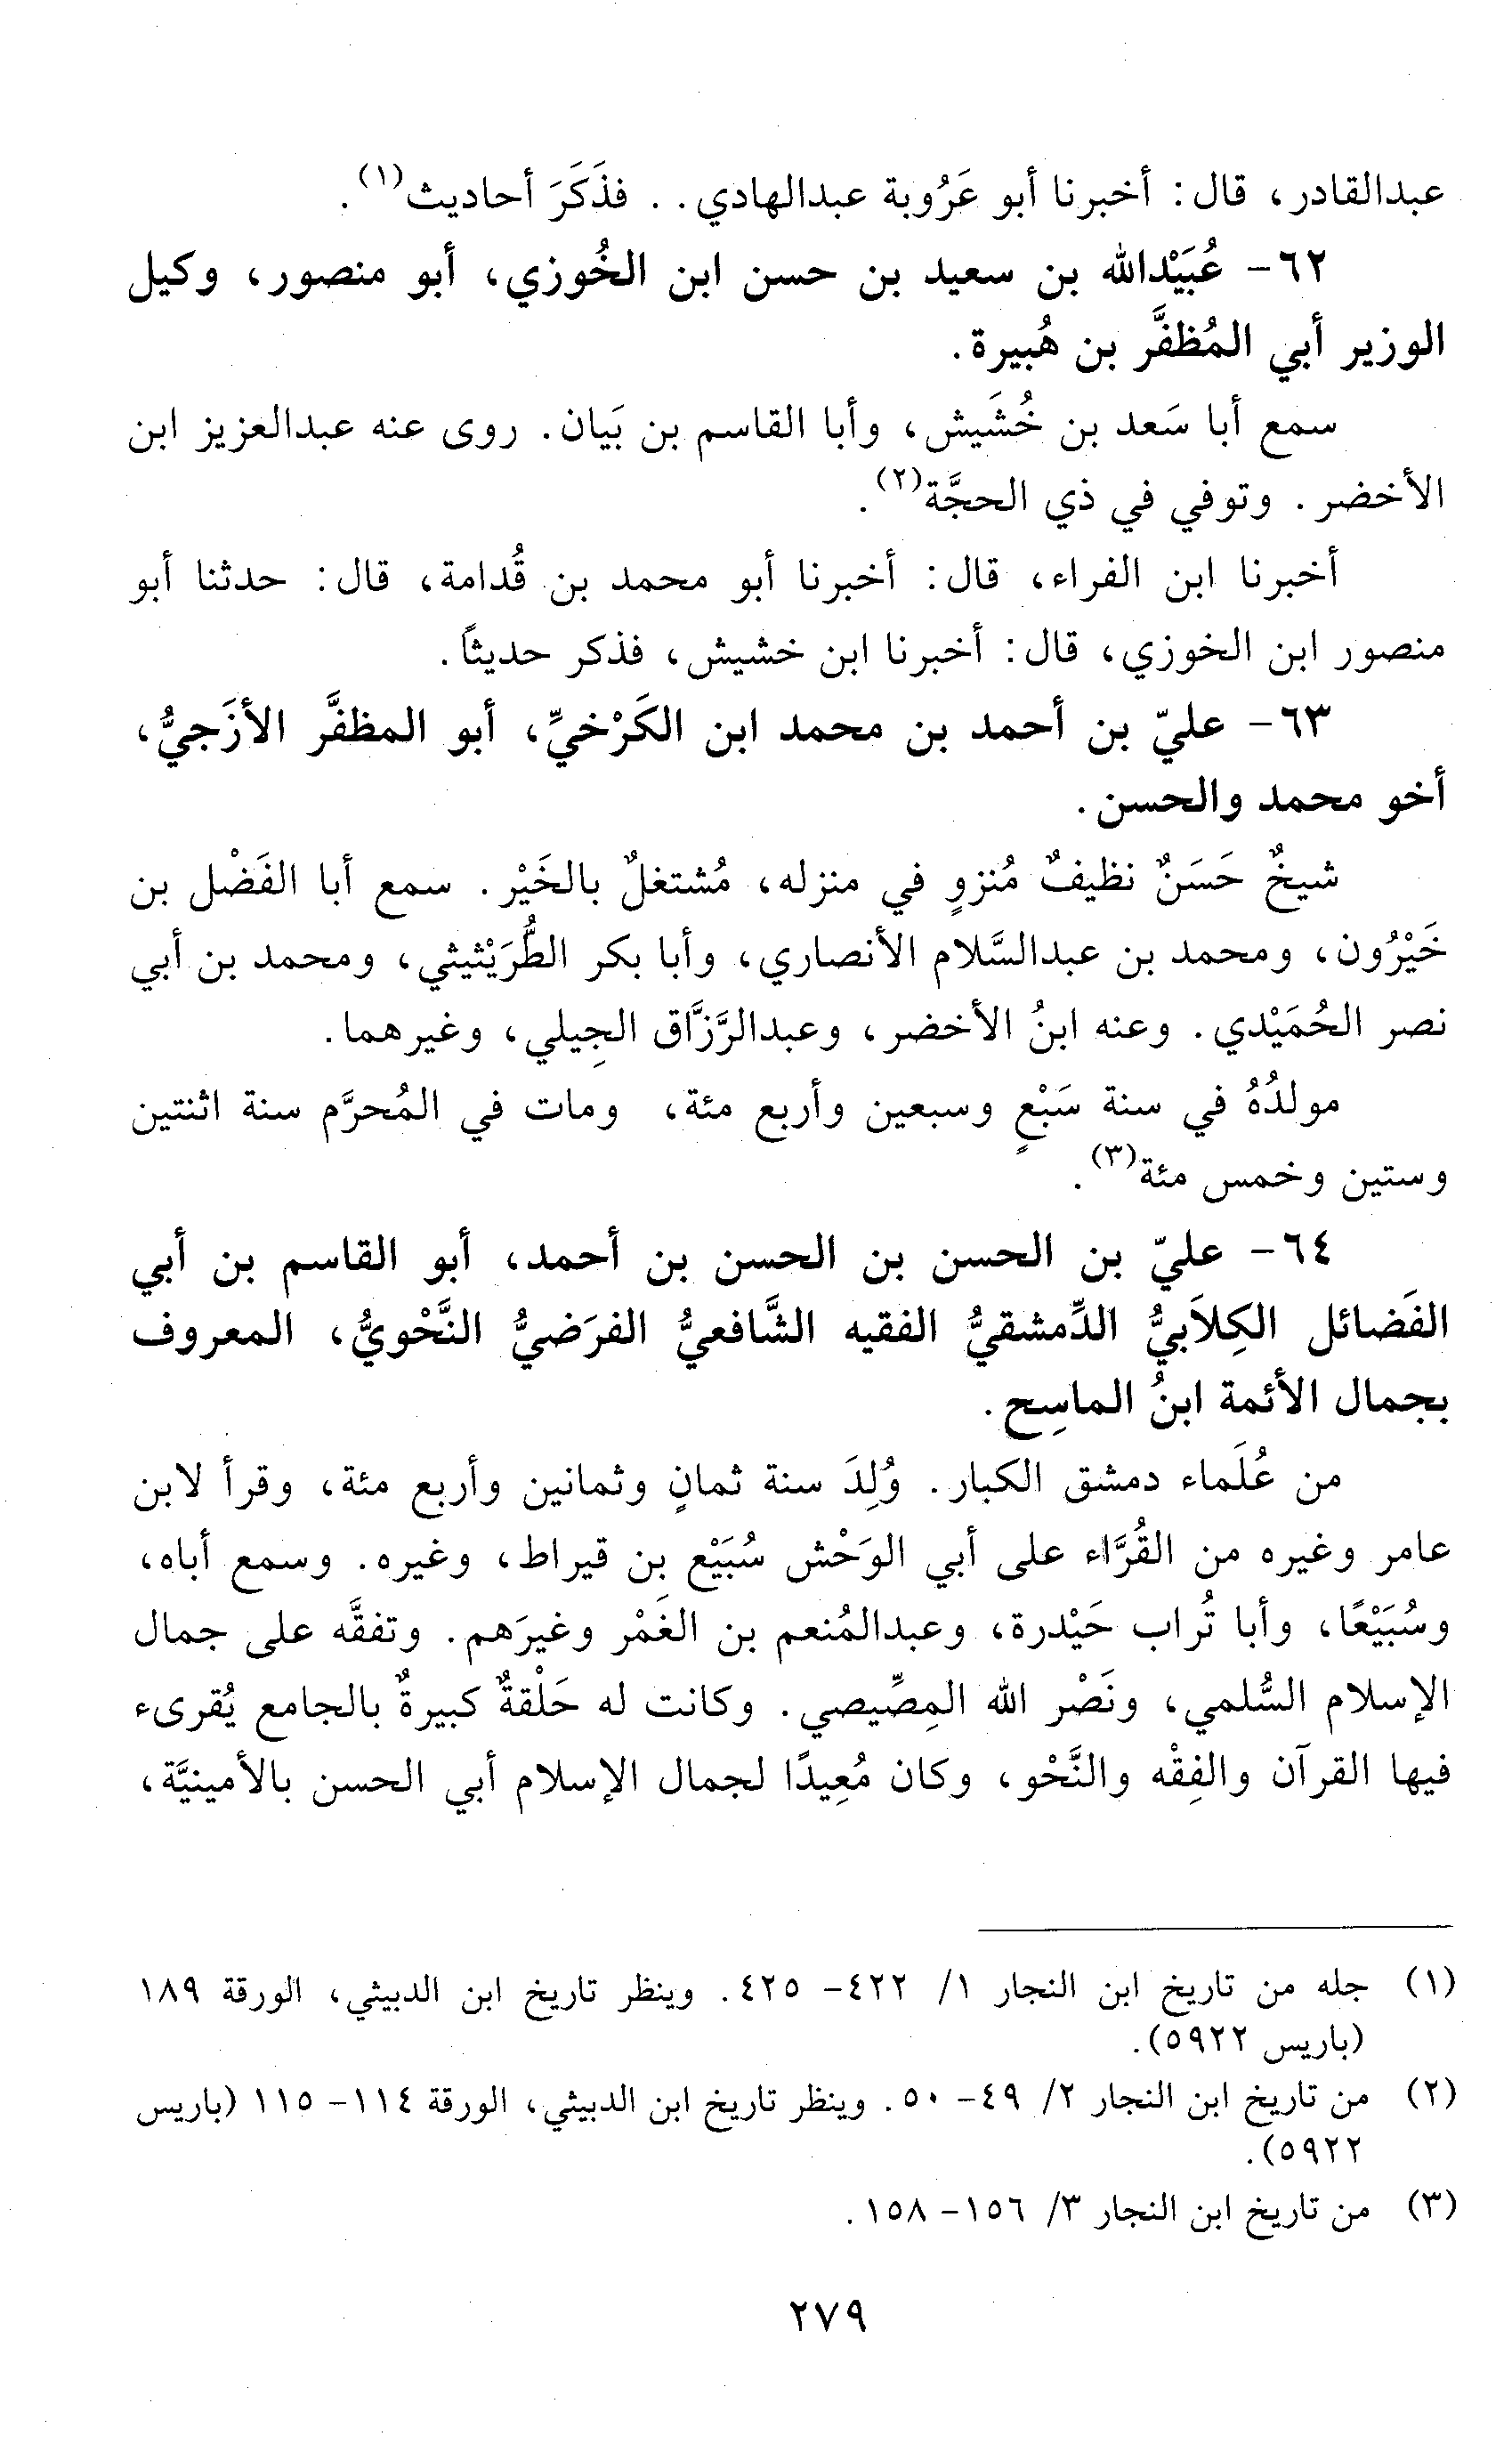 عبدالقادر، قال: أخبرنا أبو عَرُوبة عبدالهادي. . فذَكَرَ أحاديث(١).
٦٢- عُبَيْدالله بن سعيد بن حسن ابن الخُوزي، أبو منصور، وكيل
الوزير أبي المُظفَّر بن هُبيرة.
سمع أبا سَعد بن خُشَيش، وأبا القاسم بن بَيان. روى عنه عبدالعزيز ابن
الأخضر. وتوفي في ذي الحجَّة(٢).
أخبرنا ابن الفراء، قال: أخبرنا أبو محمد بن قُدامة، قال: حدثنا أبو
منصور ابن الخوزي، قال: أخبرنا ابن خشيش، فذكر حديثاً.
٦٣- عليّ بن أحمد بن محمد ابن الكَرْخيِّ، أبو المظفَّر الأزَجيُّ،
أخو محمد والحسن.
شيخٌ حَسَنٌ نظيفٌ مُنزوٍ في منزله، مُشتغلٌ بالخَيْر. سمع أبا الفَضْل بن
خَيْرُون، ومحمد بن عبدالسَّلام الأنصاري، وأبا بكر الطُّرَيْثيثي، ومحمد بن أبي
نصر الحُمَيْدي. وعنه ابنُ الأخضر، وعبدالرَّزَّاق الجِيلي، وغيرهما.
مولدُهُ في سنة سَبْعٍ وسبعين وأربع مئة، ومات في المُحرَّم سنة اثنتين
وستين وخمس مئة(٣).
٦٤- عليّ بن الحسن بن الحسن بن أحمد، أبو القاسم بن أبي
الفَضائل الكِلاَبيُّ الدِّمشقيُّ الفقيه الشَّافعيُّ الفرَضيُّ النَّحْويُّ، المعروف
بجمال الأئمة ابنُ الماسِح.
من عُلَماء دمشق الكبار. وُلِدَ سنة ثمانٍ وثمانين وأربع مئة، وقرأ لابن
عامر وغيره من القُرَّاء على أبي الوَحْش سُبَيْع بن قيراط، وغيره. وسمع أباه،
وسُبَيْعًا، وأبا تُراب حَيْدرة، وعبدالمُنعم بن الغَمْر وغيرَهم. وتفقَّه على جمال
الإسلام السُّلمي، ونَصْر الله المِصِّيصي. وكانت له حَلْقةٌ كبيرةٌ بالجامع يُقرىء
فيها القرآن والفِقْه والنَّحْو، وكان مُعِيدًا لجمال الإسلام أبي الحسن بالأمينيَّة،
(١) جله من تاريخ ابن النجار ١/ ٤٢٢- ٤٢٥. وينظر تاريخ ابن الدبيثي، الورقة ١٨٩
(باريس ٥٩٢٢).
(٢) من تاريخ ابن النجار ٢/ ٤٩- ٥٠. وينظر تاريخ ابن الدبيثي، الورقة ١١٤- ١١٥ (باريس
٥٩٢٢).
(٣) من تاريخ ابن النجار ٣/ ١٥٦- ١٥٨.
٢٧٩